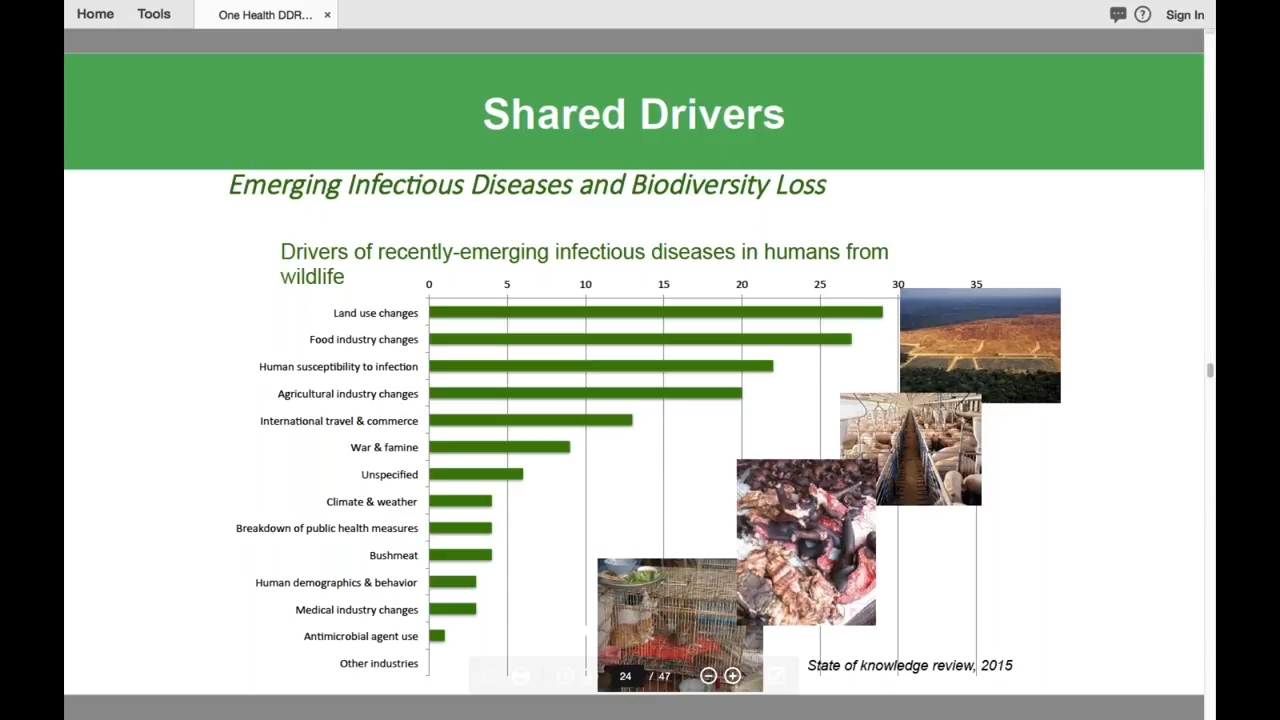 Home Tools One Health DDR... × ? Sign In
Shared Drivers
Emerging Infectious Diseases and Biodiversity Loss
Drivers of recently-emerging infectious diseases in humans from
wildlife
0 5 10 15 20 25 30 35
Land use changes
Food industry changes
Human susceptibility to infection
Agricultural industry changes
International travel & commerce
War & famine
Unspecified
Climate & weather
Breakdown of public health measures
Bushmeat
Human demographics & behavior
Medical industry changes
Antimicrobial agent use
Other industries
State of knowledge review, 2015
24 / 47